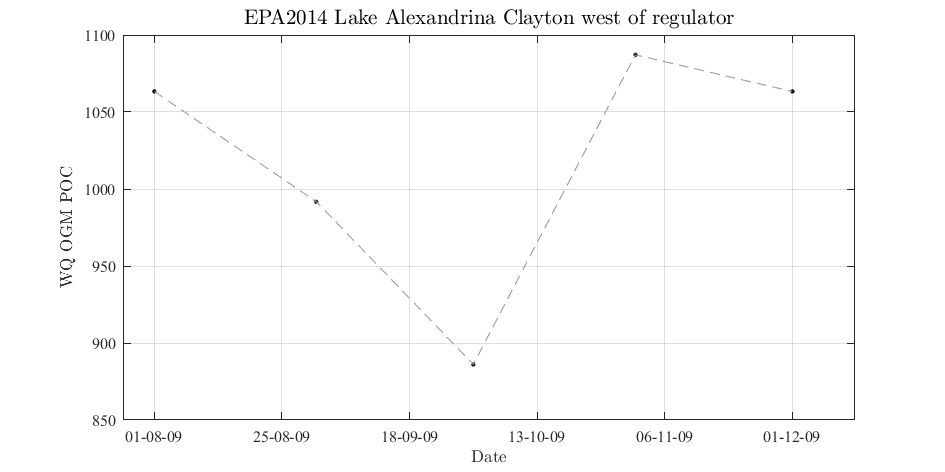 EPA2014 Lake Alexandrina Clayton west of regulator
1100
1050
1000
950
900
850
WQ OGM POC
01-08-09 25-08-09 18-09-09 13-10-09 06-11-09 01-12-09
Date